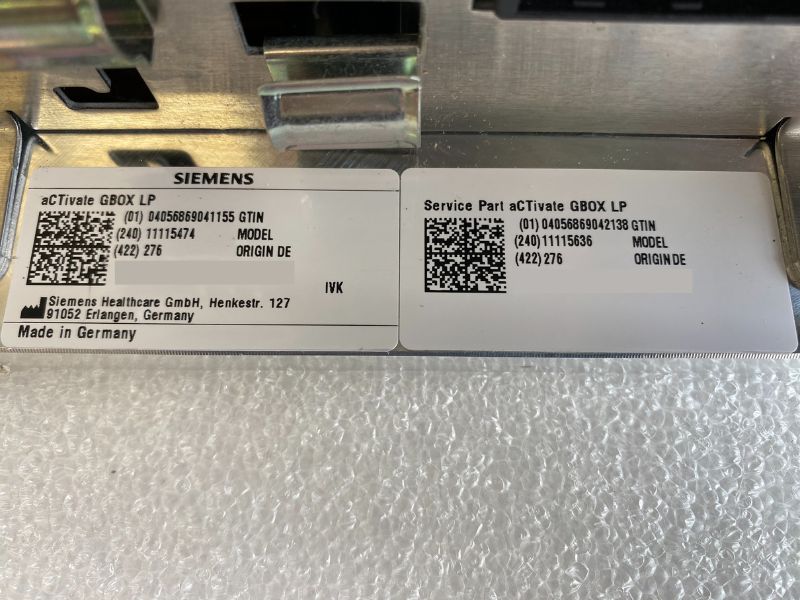 SIEMENS
aCTivate GBOX LP
(01) 04056869041155 GTIN
(240) 11115474 MODEL
(422) 276 ORIGIN DE
IVK
Siemens Healthcare GmbH, Henkestr. 127
91052 Erlangen, Germany
Made in Germany
Service Part aCTivate GBOX LP
(01) 04056869042138 GTIN
(240) 11115636 MODEL
(422) 276 ORIGIN DE